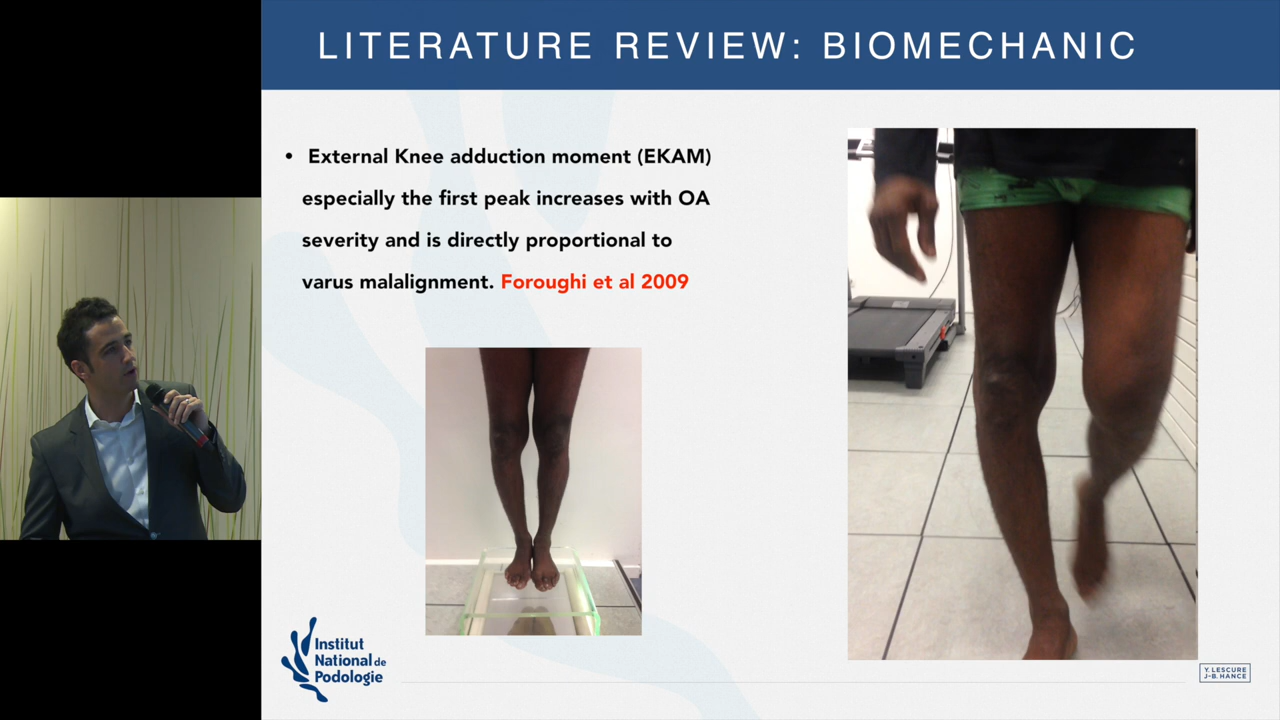 LITERATURE REVIEW: BIOMECHANIC
• External Knee adduction moment (EKAM)
especially the first peak increases with OA
severity and is directly proportional to
varus malalignment. Foroughi et al 2009
Institut
National de
Podologie
Y. LESCURE
J-B. HANCE